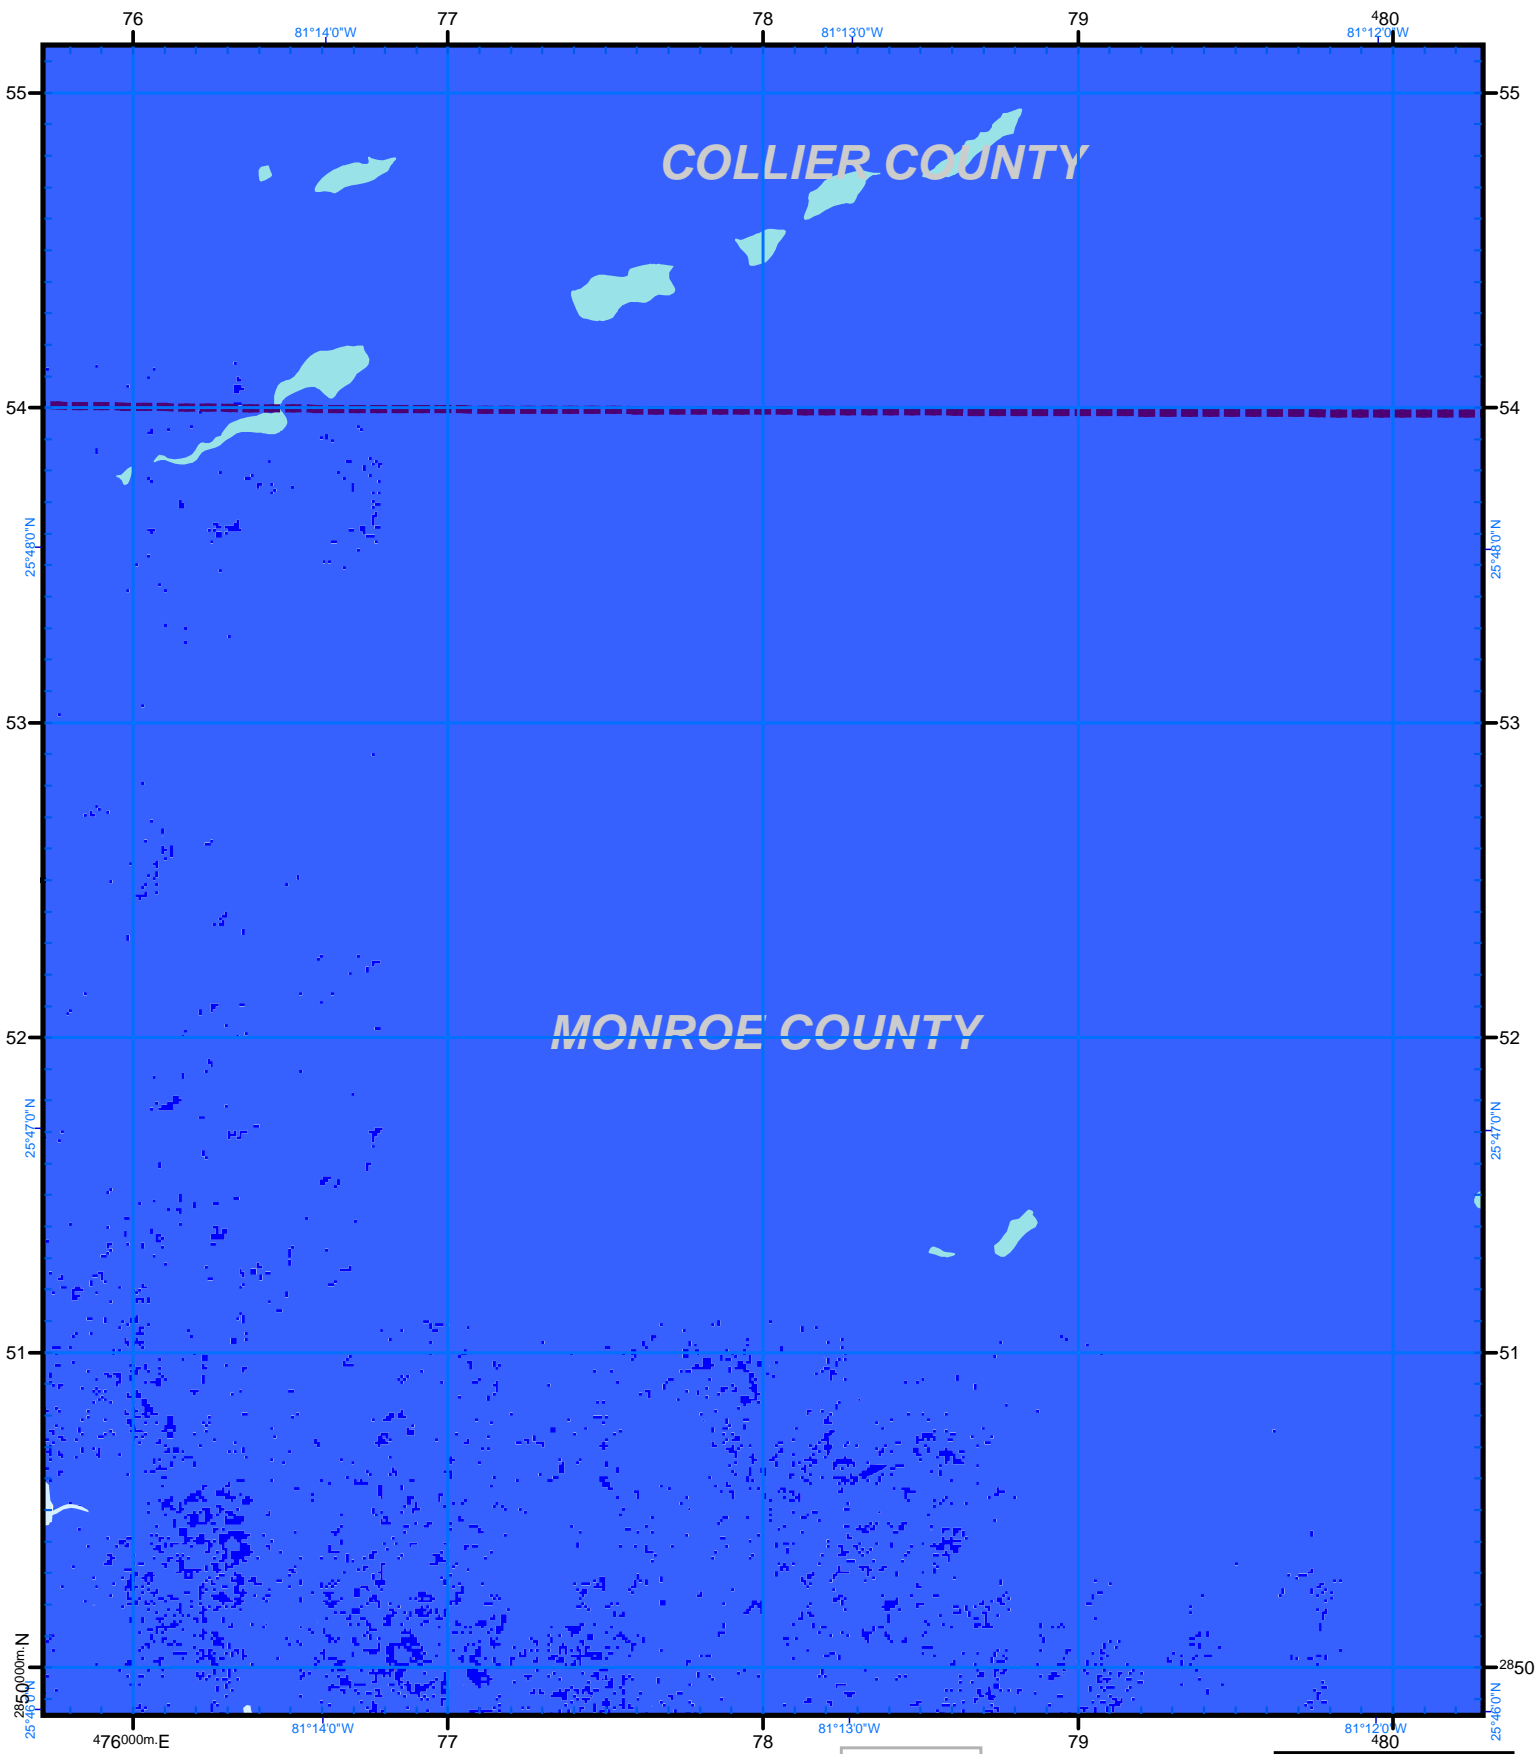 76 77 78 79 480
81°14'0"W 81°13'0"W 81°12'0"W
55 55
COLLIER COUNTY
54 54
25°48'0"N 25°48'0"N
53 53
MONROE COUNTY
52 52
25°47'0"N 25°47'0"N
51 51
2850000m.N 2850
25°46'0"N 25°46'0"N
81°14'0"W 81°13'0"W 81°12'0"W
476000m.E 77 78 79 480